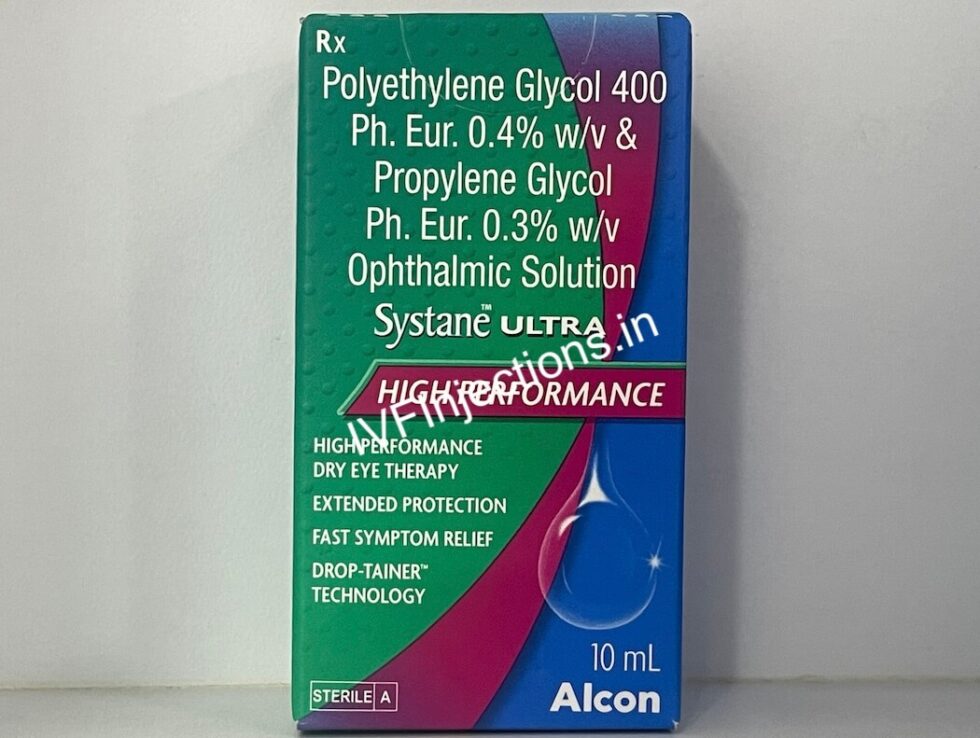 Rx
Polyethylene Glycol 400
Ph. Eur. 0.4% w/v &
Propylene Glycol
Ph. Eur. 0.3% w/v
Ophthalmic Solution
Systane™ ULTRA
HIGH PERFORMANCE
IVFinjections.in
HIGH PERFORMANCE
DRY EYE THERAPY
EXTENDED PROTECTION
FAST SYMPTOM RELIEF
DROP-TAINER™
TECHNOLOGY
10 mL
STERILE A
Alcon